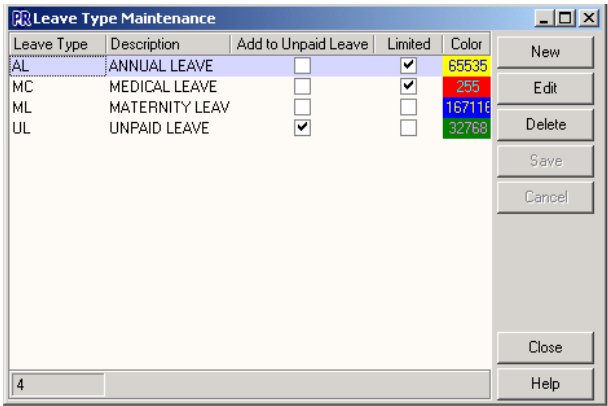 PR Leave Type Maintenance
Leave Type Description Add to Unpaid Leave Limited Color
AL ANNUAL LEAVE 65535
MC MEDICAL LEAVE 255
ML MATERNITY LEAV 167116
UL UNPAID LEAVE 32768
4
New
Edit
Delete
Save
Cancel
Close
Help